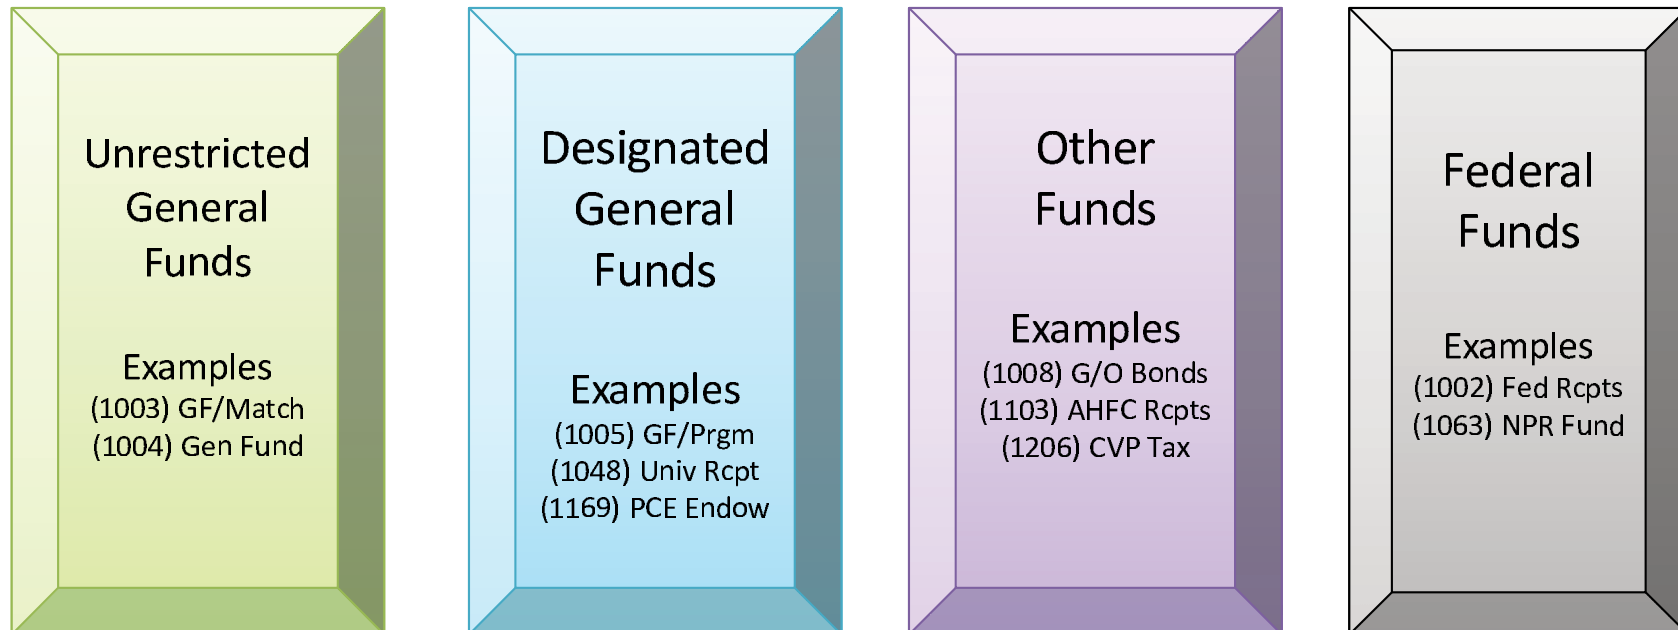 Unrestricted
General
Funds
Examples
(1003) GF/Match
(1004) Gen Fund
Designated
General
Funds
Examples
(1005) GF/Prgm
(1048) Univ Rcpt
(1169) PCE Endow
Other
Funds
Examples
(1008) G/O Bonds
(1103) AHFC Rcpts
(1206) CVP Tax
Federal
Funds
Examples
(1002) Fed Rcpts
(1063) NPR Fund